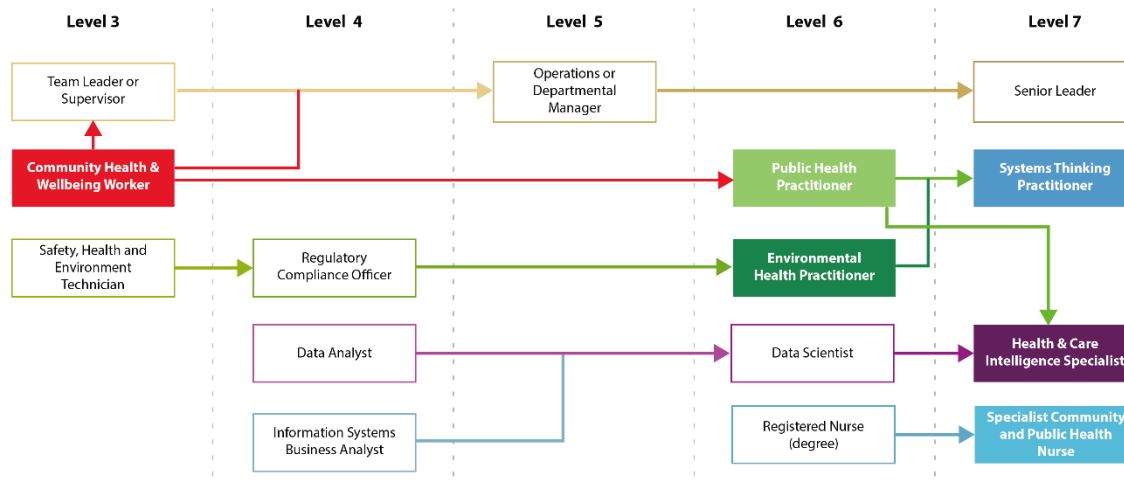 Level 3
Level 4
Level 5
Level 6
Level 7
Team Leader or
Supervisor
Operations or
Departmental
Manager
Senior Leader
Community Health &
Wellbeing Worker
Public Health
Practitioner
Systems Thinking
Practitioner
Safety, Health and
Environment
Technician
Regulatory
Compliance Officer
Environmental
Health Practitioner
Data Analyst
Data Scientist
Health & Care
Intelligence Specialist
Information Systems
Business Analyst
Registered Nurse
(degree)
Specialist Community
and Public Health
Nurse